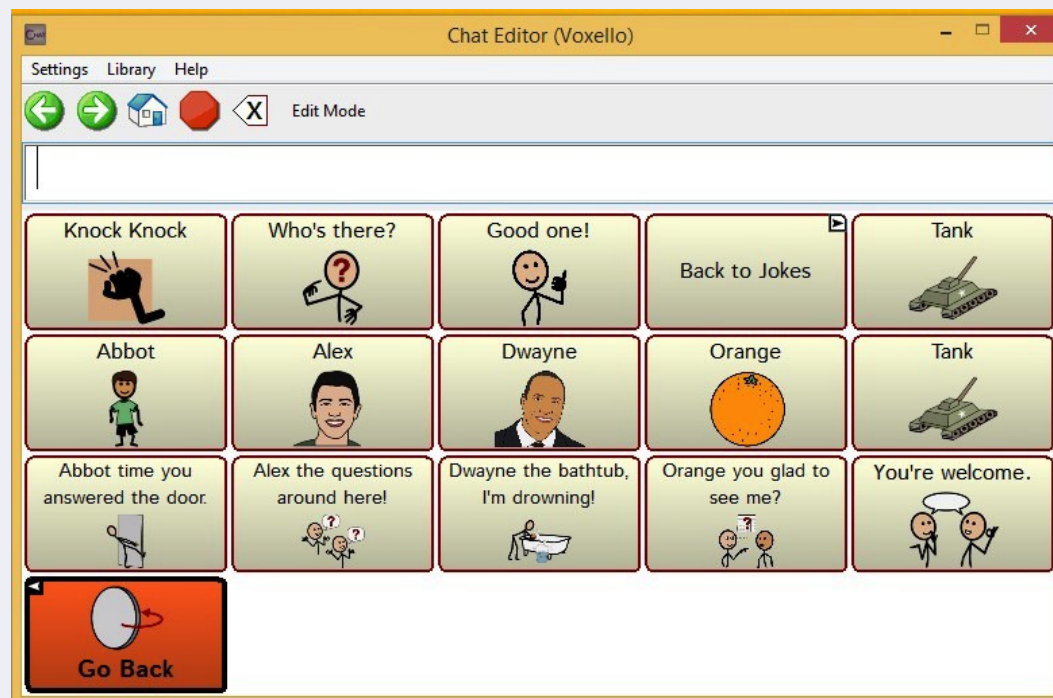 Chat Editor (Voxello)
Settings Library Help
X Edit Mode
Knock Knock
Who's there?
Good one!
Back to Jokes
Tank
Abbot
Alex
Dwayne
Orange
Tank
Abbot time you
answered the door.
Alex the questions
around here!
Dwayne the bathtub,
I'm drowning!
Orange you glad to
see me?
You're welcome.
Go Back